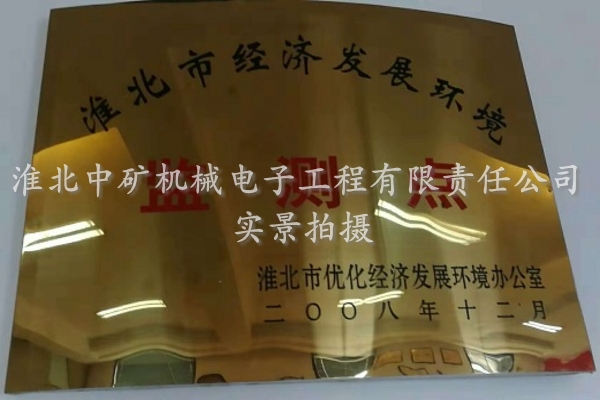 淮北市经济发展环境
监测点
淮北中矿机械电子工程有限责任公司
实景拍摄
淮北市优化经济发展环境办公室
二〇〇八年十二月